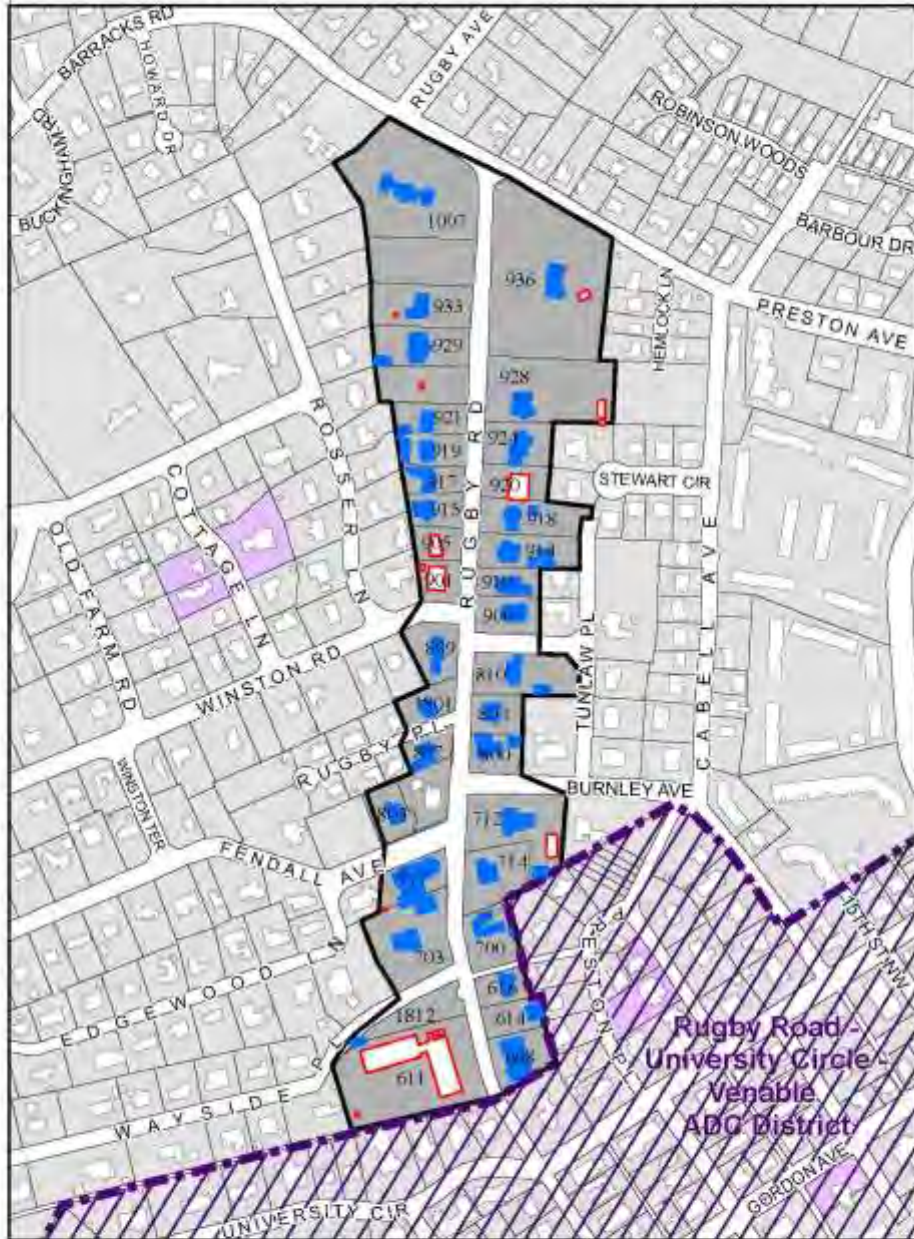 BARRACKS RD
HOWARD DR
RUGBY AVE
BUCKINGHAM RD
ROBINSON WOODS
BARBOUR DR
PRESTON AVE
HEMLOCK LN
1007
936
933
929
928
RUGBY RD
921
924
919
917
920
STEWART CIR
915
918
ROSSER LN
COTTAGE LN
OLD FARM RD
CABELL AVE
TUNLAW PL
WINSTON RD
810
RUGBY PL
WINSTON TER
BURNLEY AVE
712
FENDALL AVE
714
15TH ST NW
703
700
PRESTON PL
EDGEWOOD LN
616
614
1812
611
608
WAYSIDE PL
Rugby Road -
University Circle -
Venable
ADC District
GORDON AVE
UNIVERSITY CIR